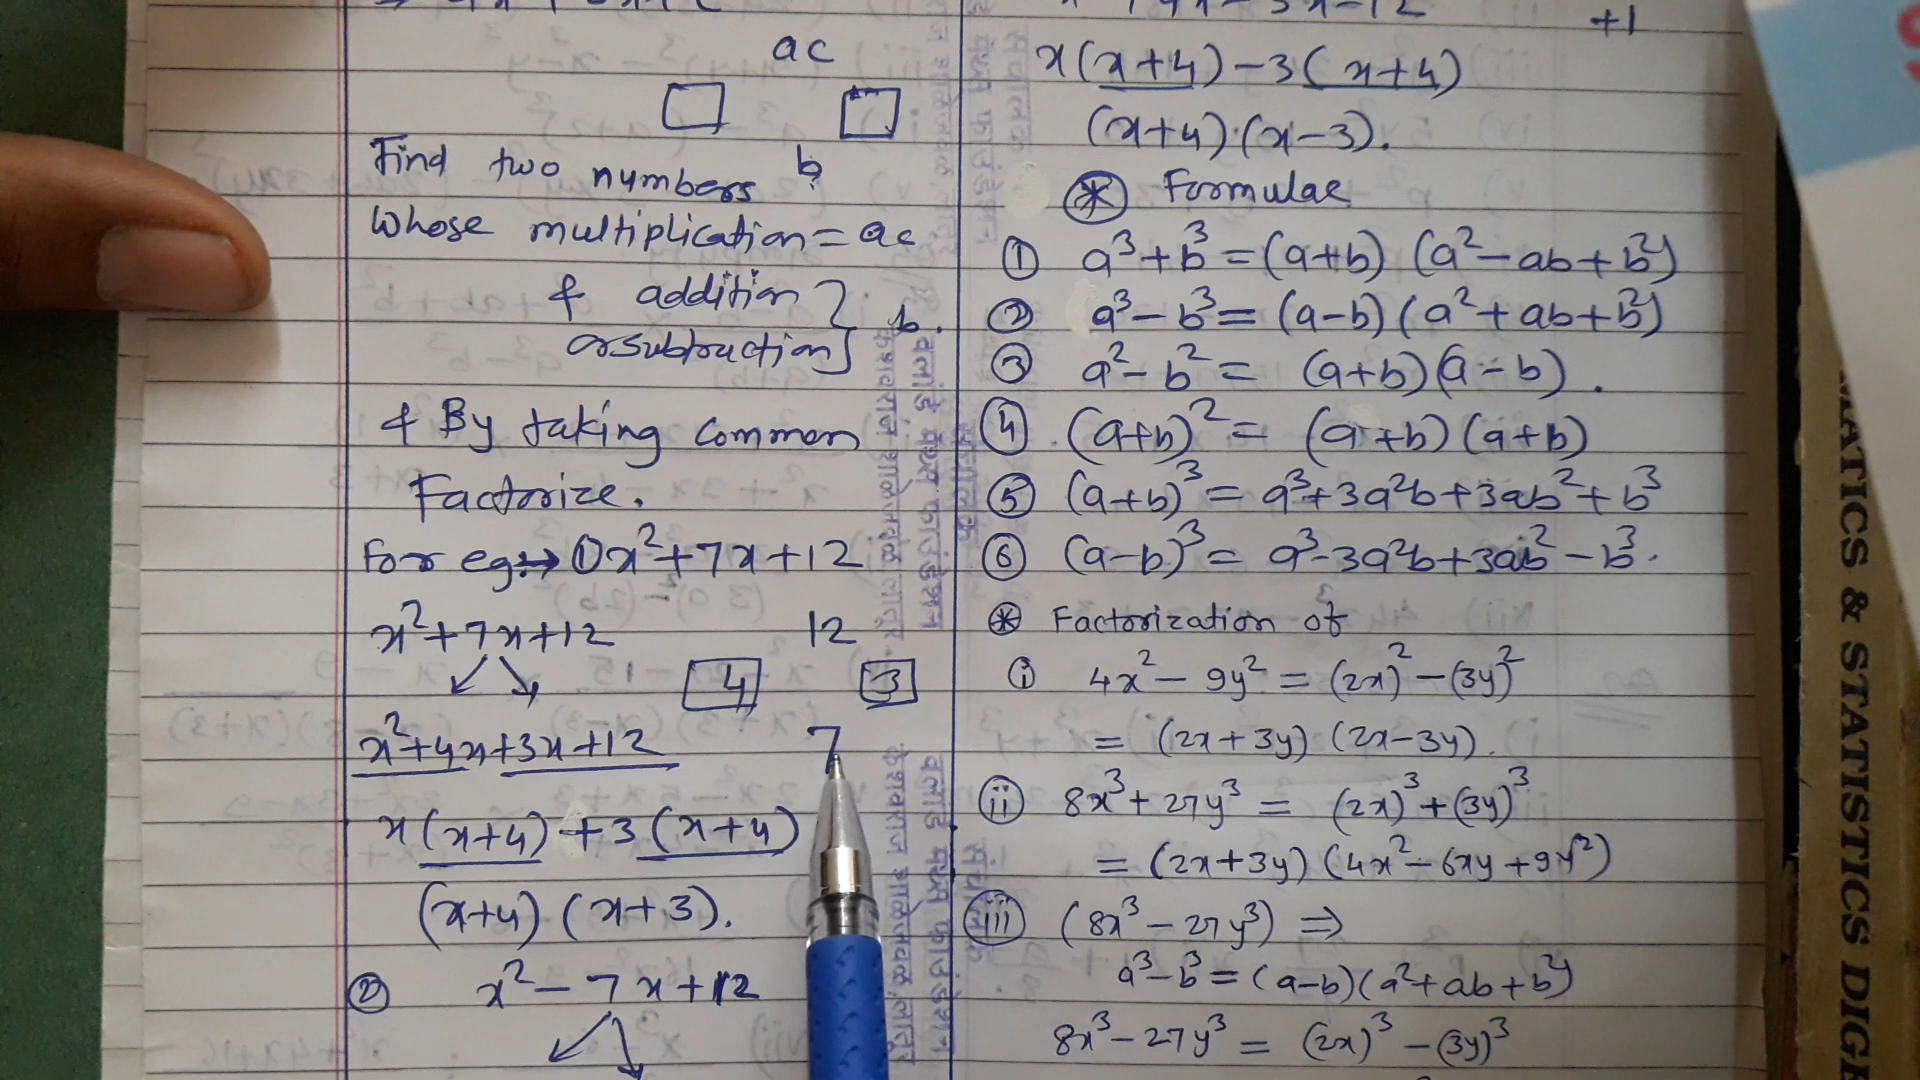 ac
Find two numbers b
whose multiplication = ac
& addition }
or subtraction } b.
& By taking common
Factorize.
For eg:→ ① x²+7x+12
x²+7x+12 12
4 3
x²+4x+3x+12 7
x(x+4)+3(x+4)
(x+4) (x+3).
② x²-7x+12
+1
x(x+4)-3(x+4)
(x+4).(x-3).
* Formulae
① a³+b³=(a+b) (a²-ab+b²)
② a³-b³= (a-b)(a²+ab+b²)
③ a²-b² = (a+b)(a-b).
④ (a+b)² = (a+b)(a+b)
⑤ (a+b)³ = a³+3a²b+3ab²+b³
⑥ (a-b)³ = a³-3a²b+3ab²-b³.
* Factorization of
i 4x²-9y² = (2x)²-(3y)²
= (2x+3y) (2x-3y).
ii 8x³+27y³ = (2x)³+(3y)³
= (2x+3y) (4x²-6xy+9y²)
iii (8x³-27y³) ⇒
a³-b³=(a-b)(a²+ab+b²)
8x³-27y³ = (2x)³-(3y)³
MATICS & STATISTICS DIGE